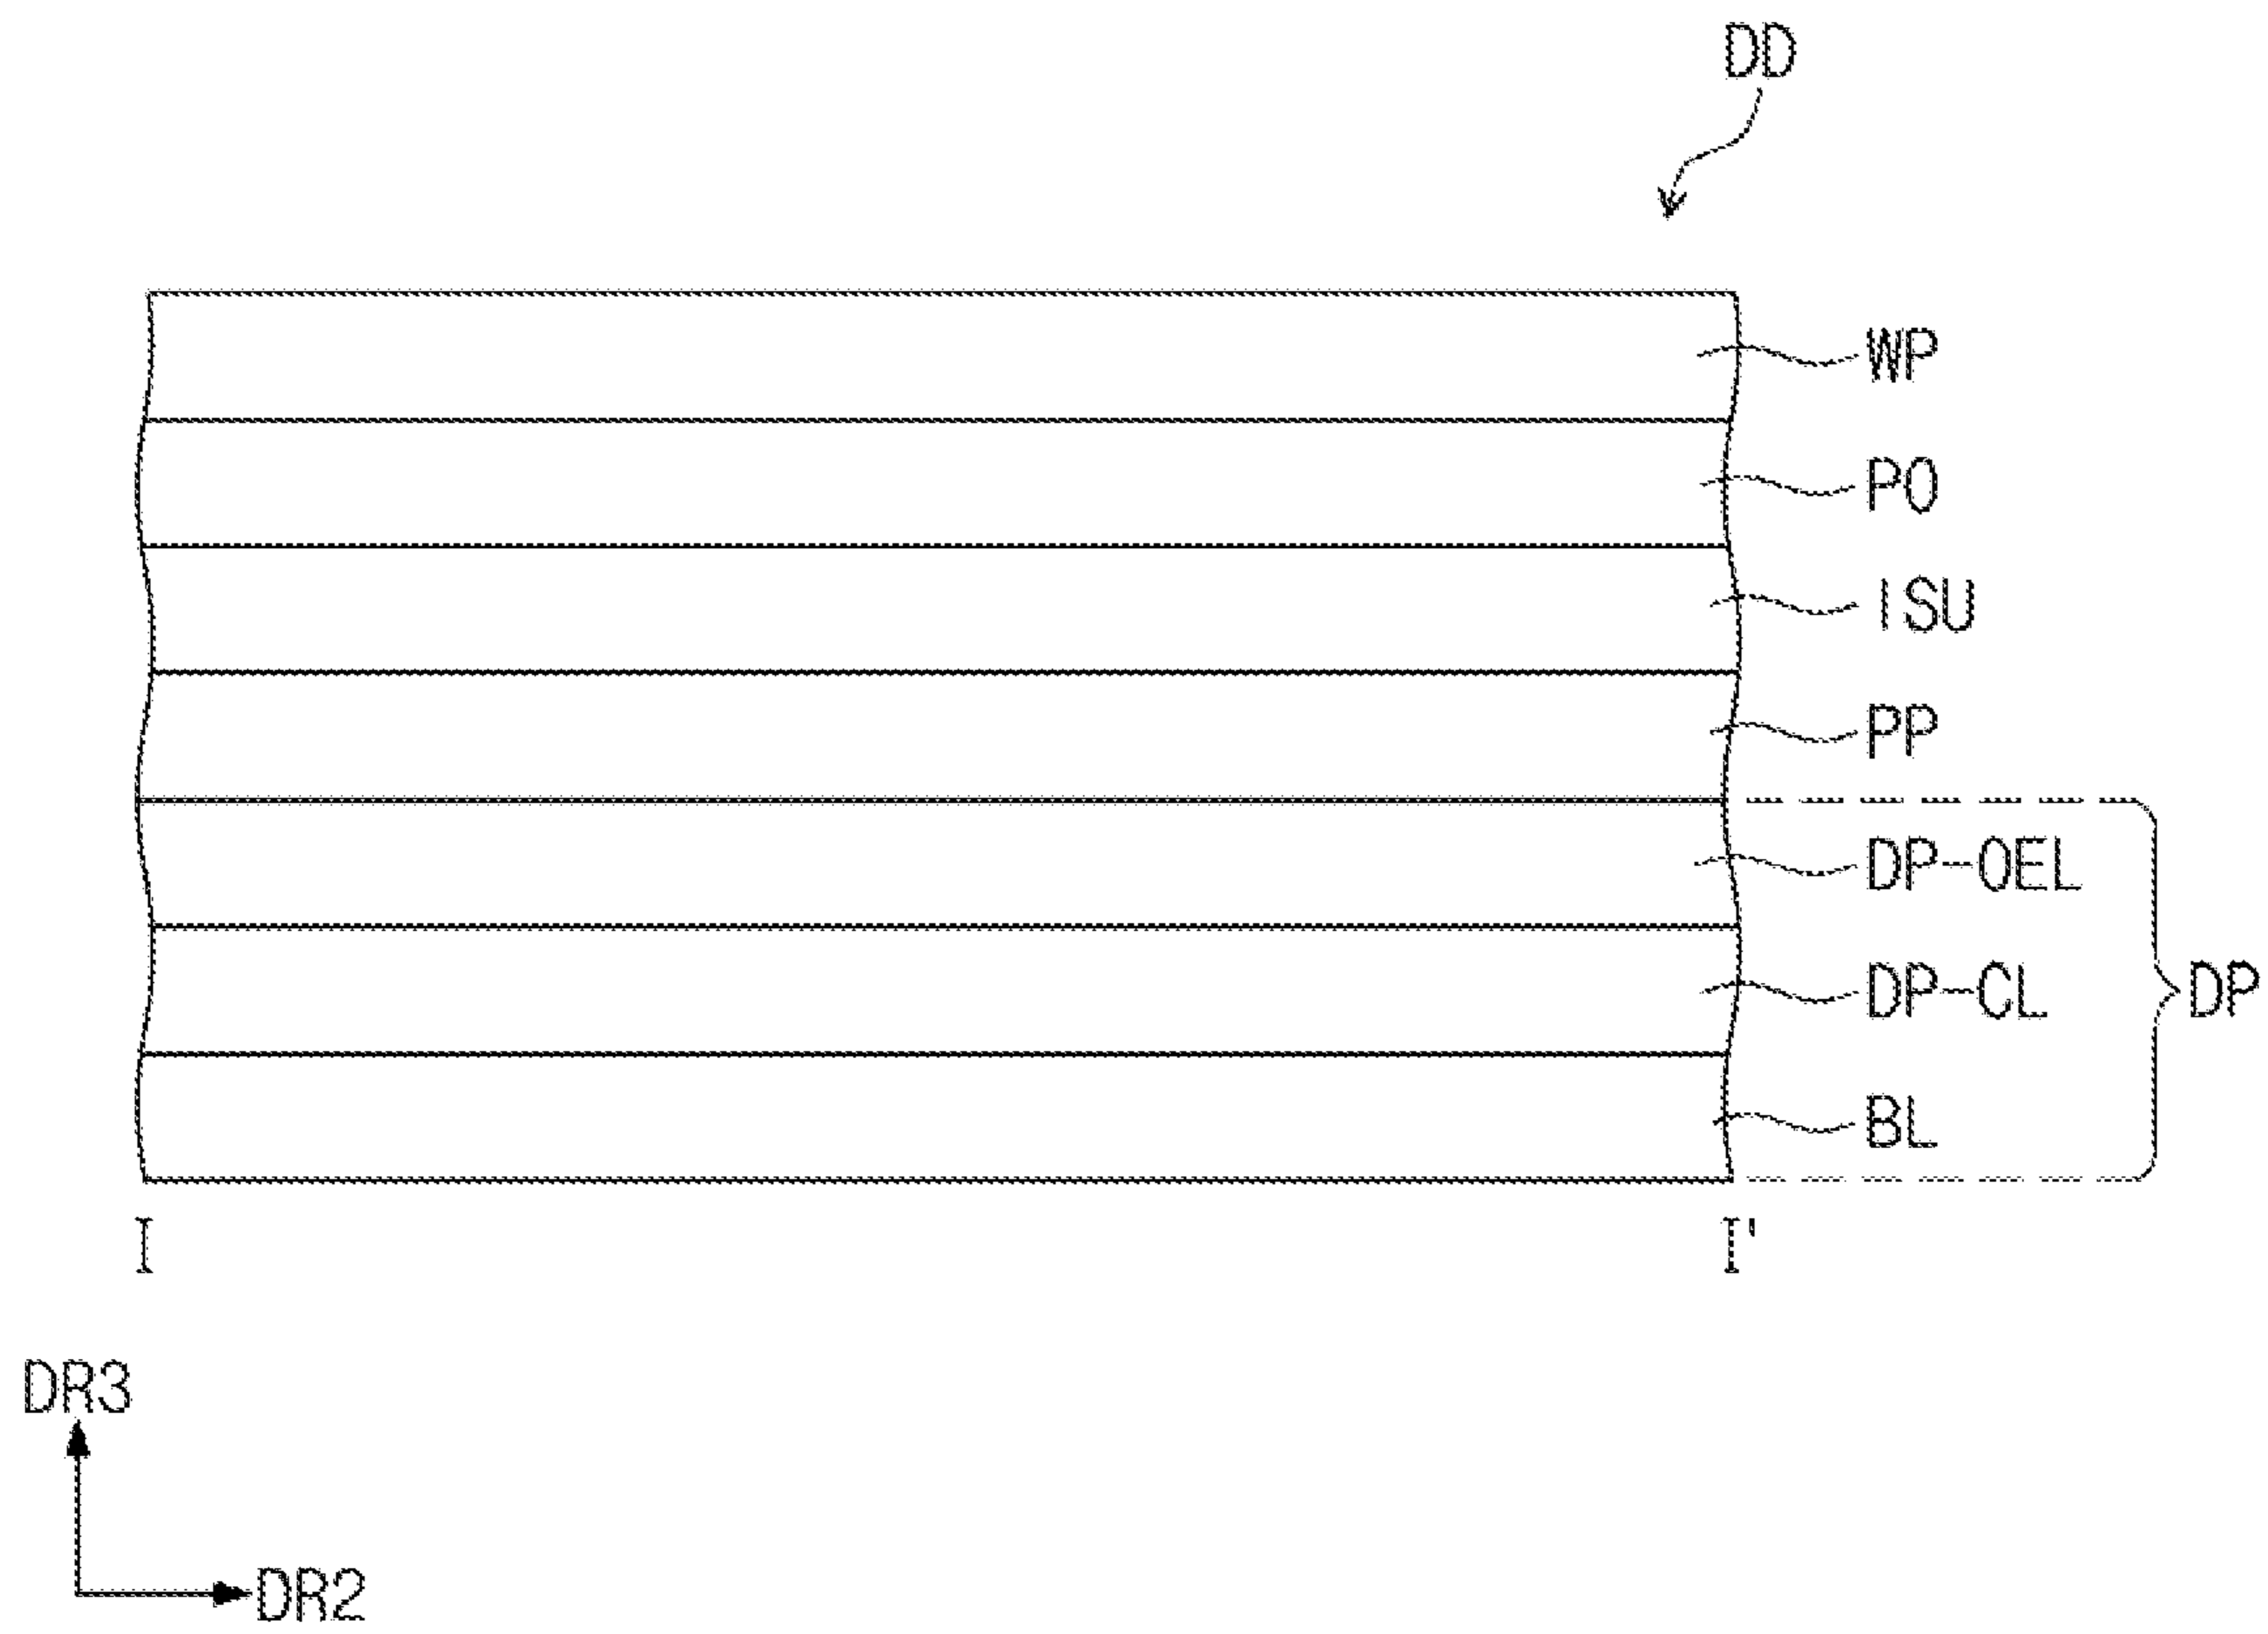 DD
WP
PO
ISU
PP
DP-OEL
DP-CL
DP
BL
I
I'
DR3
DR2